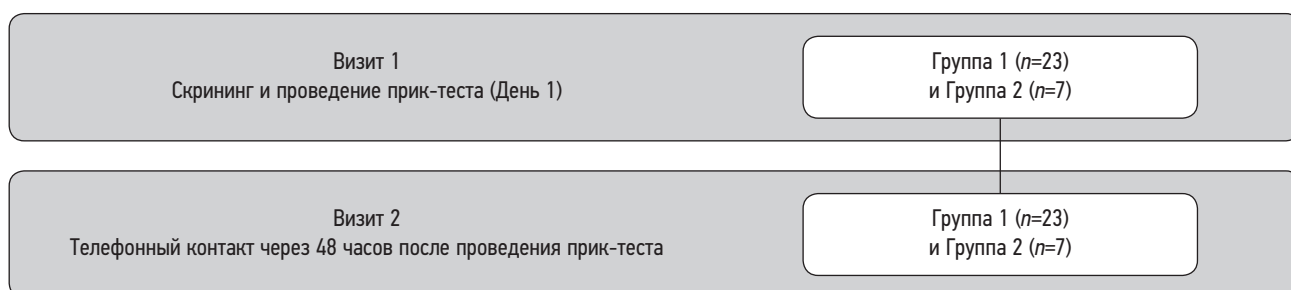 Визит 1
Скрининг и проведение прик-теста (День 1)
Группа 1 (n=23)
и Группа 2 (n=7)
Визит 2
Телефонный контакт через 48 часов после проведения прик-теста
Группа 1 (n=23)
и Группа 2 (n=7)